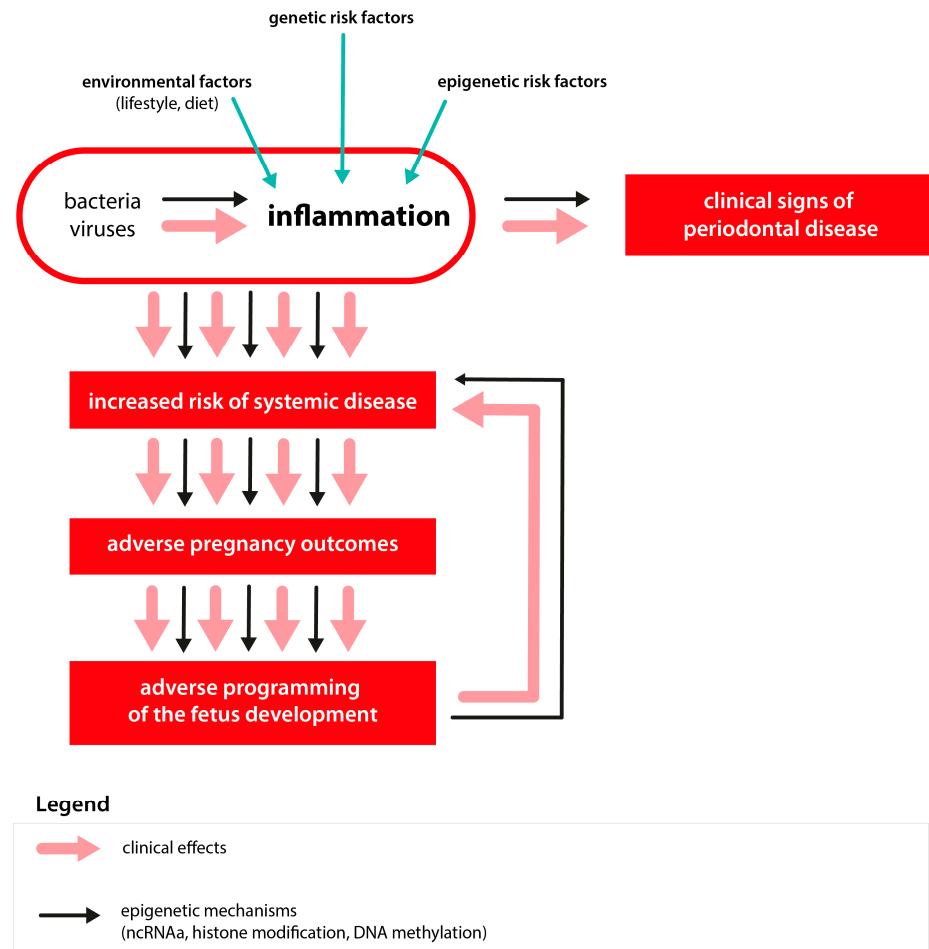 genetic risk factors
environmental factors
(lifestyle, diet)
epigenetic risk factors
bacteria
viruses
inflammation
clinical signs of
periodontal disease
increased risk of systemic disease
adverse pregnancy outcomes
adverse programming
of the fetus development
Legend
clinical effects
epigenetic mechanisms
(ncRNAa, histone modification, DNA methylation)